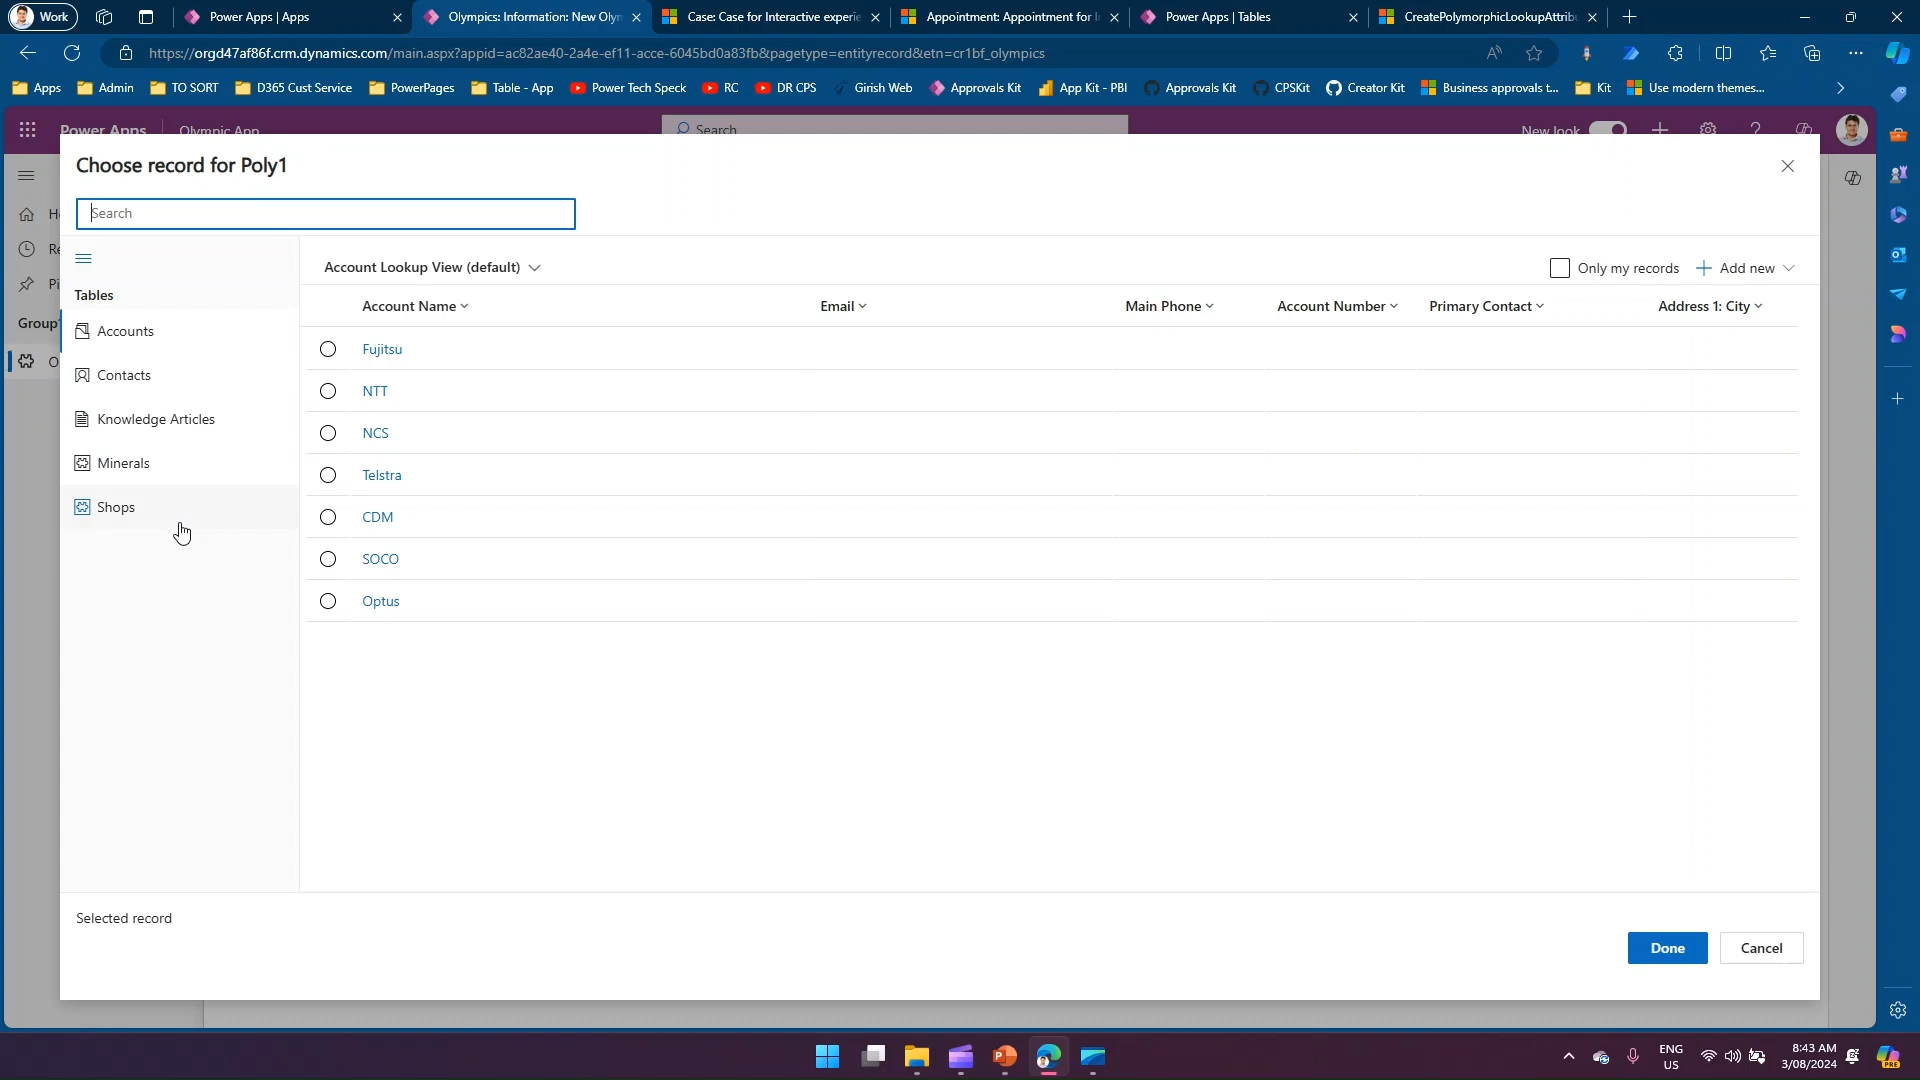 Work
Power Apps | Apps
Olympics: Information: New Olyn
Case: Case for Interactive experie
Appointment: Appointment for I
Power Apps | Tables
CreatePolymorphicLookupAttrib
https://orgd47af86f.crm.dynamics.com/main.aspx?appid=ac82ae40-2a4e-ef11-acce-6045bd0a83fb&pagetype=entityrecord&etn=cr1bf_olympics
Apps
Admin
TO SORT
D365 Cust Service
PowerPages
Table - App
Power Tech Speck
RC
DR CPS
Girish Web
Approvals Kit
App Kit - PBI
Approvals Kit
CPSKit
Creator Kit
Business approvals t...
Kit
Use modern themes...
Power Apps
Olympic App
Search
New look
Choose record for Poly1
Search
Group
Tables
Accounts
Contacts
Knowledge Articles
Minerals
Shops
Account Lookup View (default)
Only my records
Add new
Account Name
Email
Main Phone
Account Number
Primary Contact
Address 1: City
Fujitsu
NTT
NCS
Telstra
CDM
SOCO
Optus
Selected record
Done
Cancel
ENG
US
8:43 AM
3/08/2024
PRE